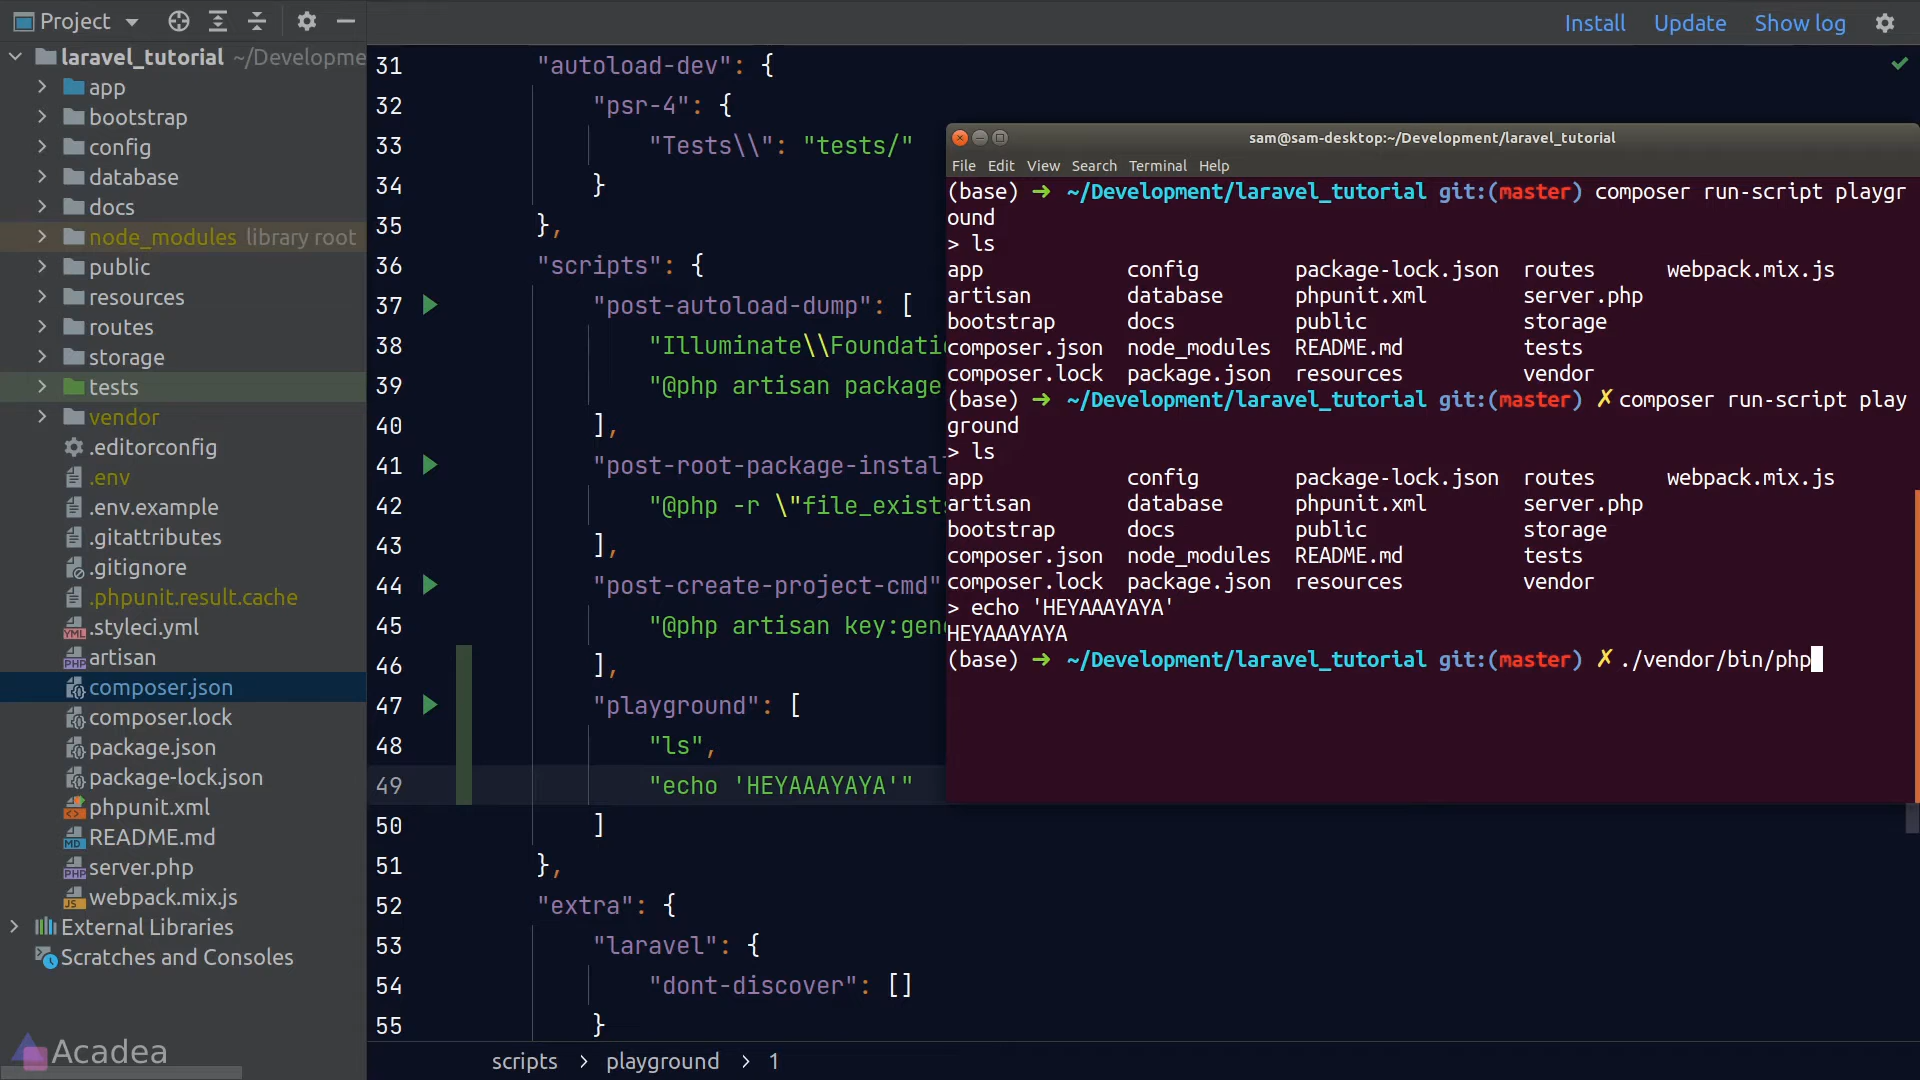 Project
laravel_tutorial ~/Developme
app
bootstrap
config
database
docs
node_modules library root
public
resources
routes
storage
tests
vendor
.editorconfig
.env
.env.example
.gitattributes
.gitignore
.phpunit.result.cache
.styleci.yml
artisan
composer.json
composer.lock
package.json
package-lock.json
phpunit.xml
README.md
server.php
webpack.mix.js
External Libraries
Scratches and Consoles
Acadea
Install Update Show log
31 "autoload-dev": {
32 "psr-4": {
33 "Tests\\": "tests/"
34 }
35 },
36 "scripts": {
37 "post-autoload-dump": [
38 "Illuminate\\Foundatio
39 "@php artisan package
40 ],
41 "post-root-package-install
42 "@php -r \"file_exists
43 ],
44 "post-create-project-cmd"
45 "@php artisan key:gene
46 ],
47 "playground": [
48 "ls",
49 "echo 'HEYAAAYAYA'"
50 ]
51 },
52 "extra": {
53 "laravel": {
54 "dont-discover": []
55 }
scripts > playground > 1
sam@sam-desktop:~/Development/laravel_tutorial
File Edit View Search Terminal Help
(base) ➜ ~/Development/laravel_tutorial git:(master) composer run-script playgr
ound
> ls
app config package-lock.json routes webpack.mix.js
artisan database phpunit.xml server.php
bootstrap docs public storage
composer.json node_modules README.md tests
composer.lock package.json resources vendor
(base) ➜ ~/Development/laravel_tutorial git:(master) ✗ composer run-script play
ground
> ls
app config package-lock.json routes webpack.mix.js
artisan database phpunit.xml server.php
bootstrap docs public storage
composer.json node_modules README.md tests
composer.lock package.json resources vendor
> echo 'HEYAAAYAYA'
HEYAAAYAYA
(base) ➜ ~/Development/laravel_tutorial git:(master) ✗ ./vendor/bin/php